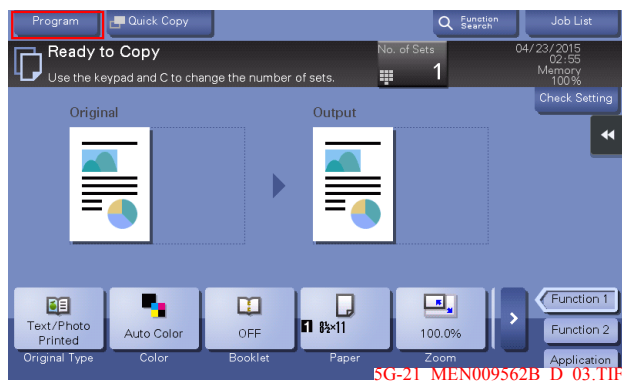 Program
Quick Copy
Function
Search
Job List
Ready to Copy
Use the keypad and C to change the number of sets.
No. of Sets
1
04/23/2015
02:55
Memory
100%
Check Setting
Original
Output
Text/Photo
Printed
Auto Color
OFF
1 8½×11
100.0%
Original Type
Color
Booklet
Paper
Zoom
Function 1
Function 2
Application
5G-21 MEN009562B D 03.TIF